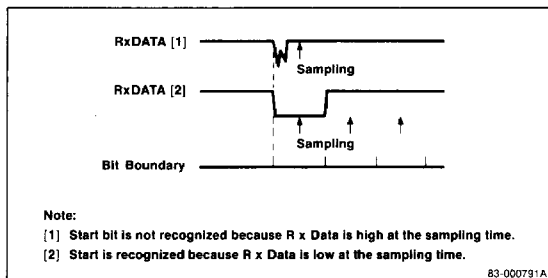 RxDATA [1]
Sampling
RxDATA [2]
Sampling
Bit Boundary
Note:
[1] Start bit is not recognized because R x Data is high at the sampling time.
[2] Start is recognized because R x Data is low at the sampling time.
83-000791A